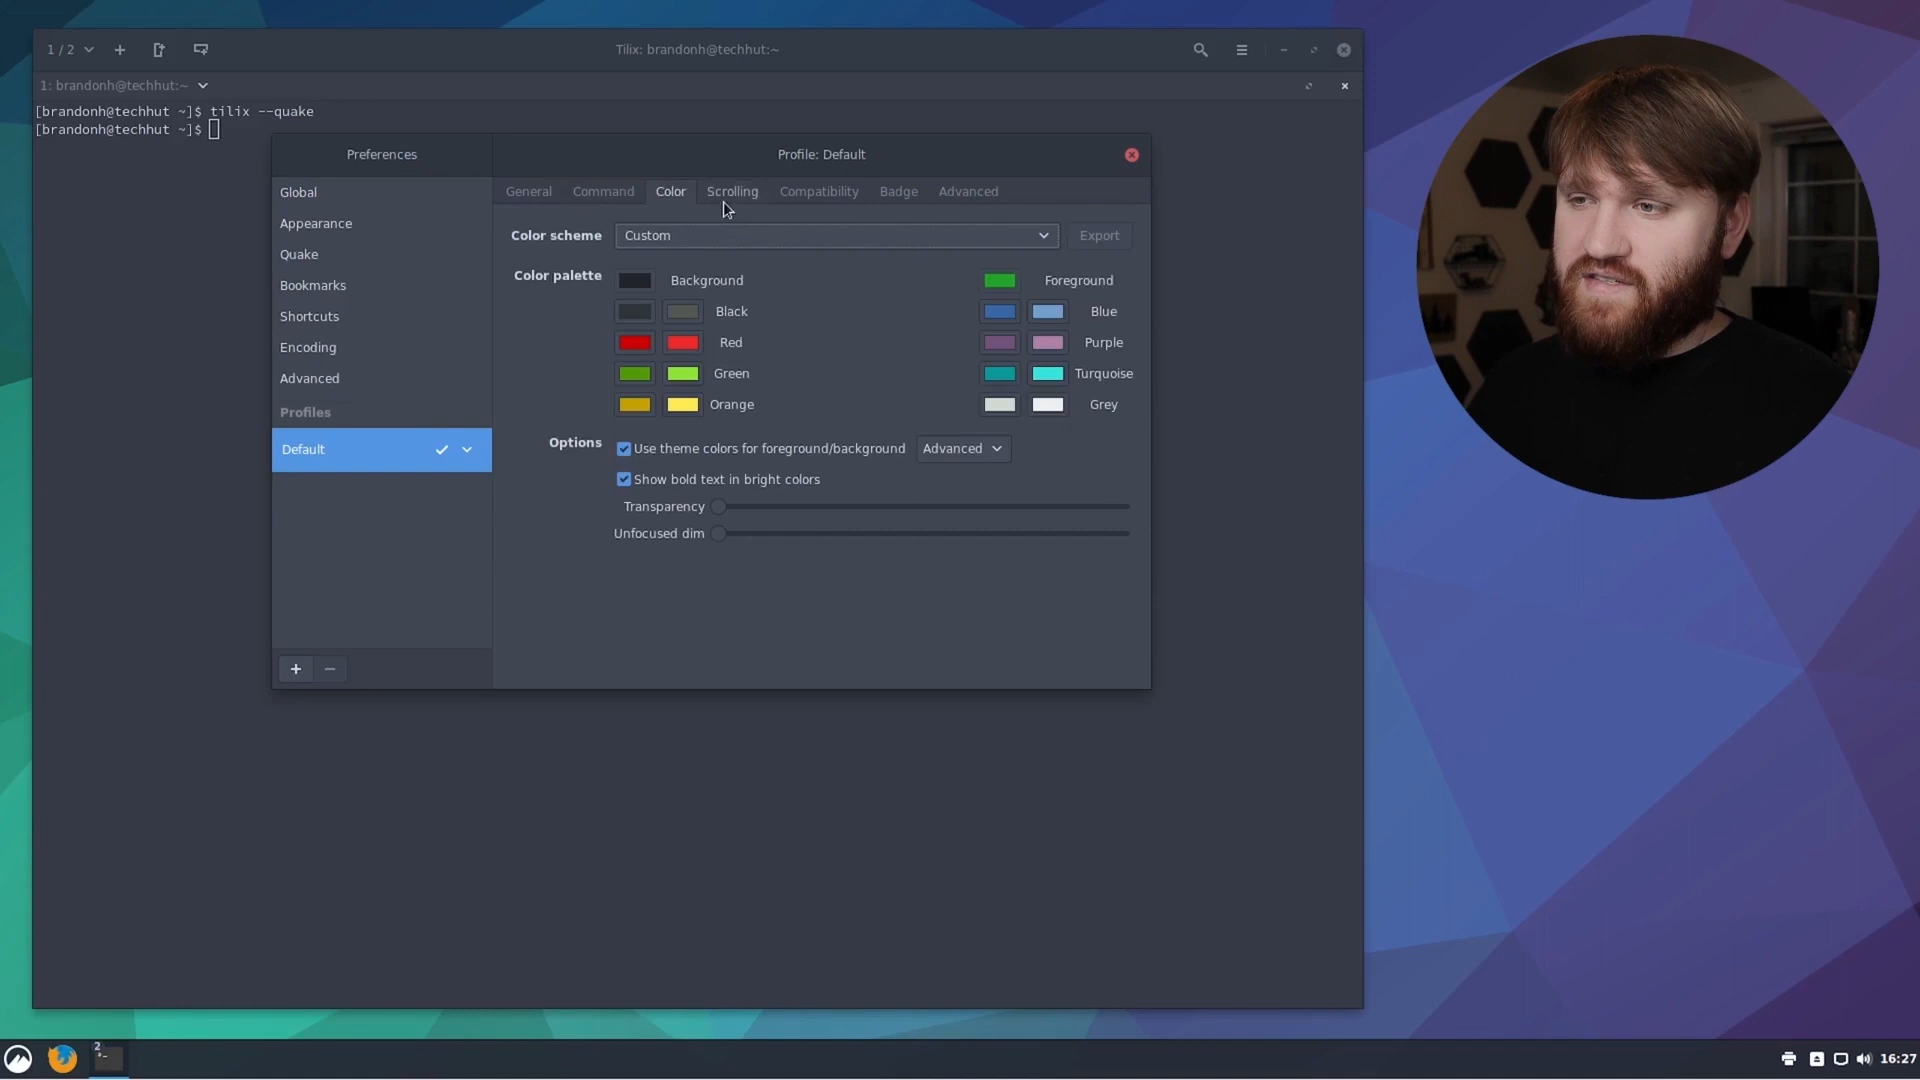 1 / 2
Tilix: brandonh@techhut:~
1: brandonh@techhut:~
[brandonh@techhut ~]$ tilix --quake
[brandonh@techhut ~]$
Preferences
Profile: Default
Global
Appearance
Quake
Bookmarks
Shortcuts
Encoding
Advanced
Profiles
Default
General Command Color Scrolling Compatibility Badge Advanced
Color scheme Custom Export
Color palette Background Foreground
Black Blue
Red Purple
Green Turquoise
Orange Grey
Options Use theme colors for foreground/background Advanced
Show bold text in bright colors
Transparency
Unfocused dim
2
16:27